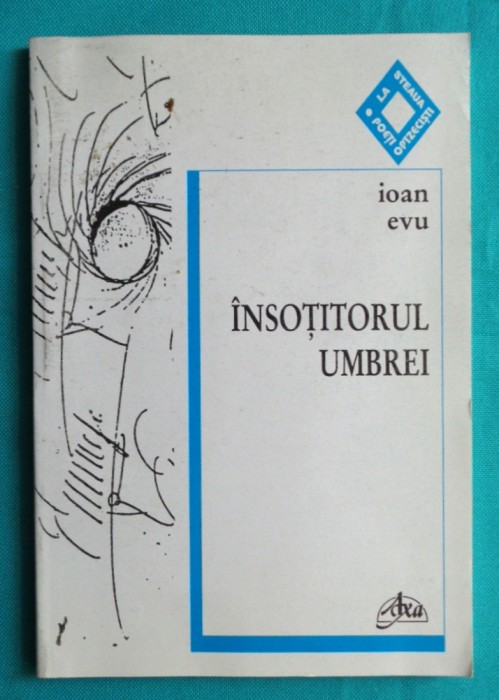 LA STEAUA
POEȚI OPTZECIȘTI
ioan
evu
ÎNSOȚITORUL
UMBREI
Axa